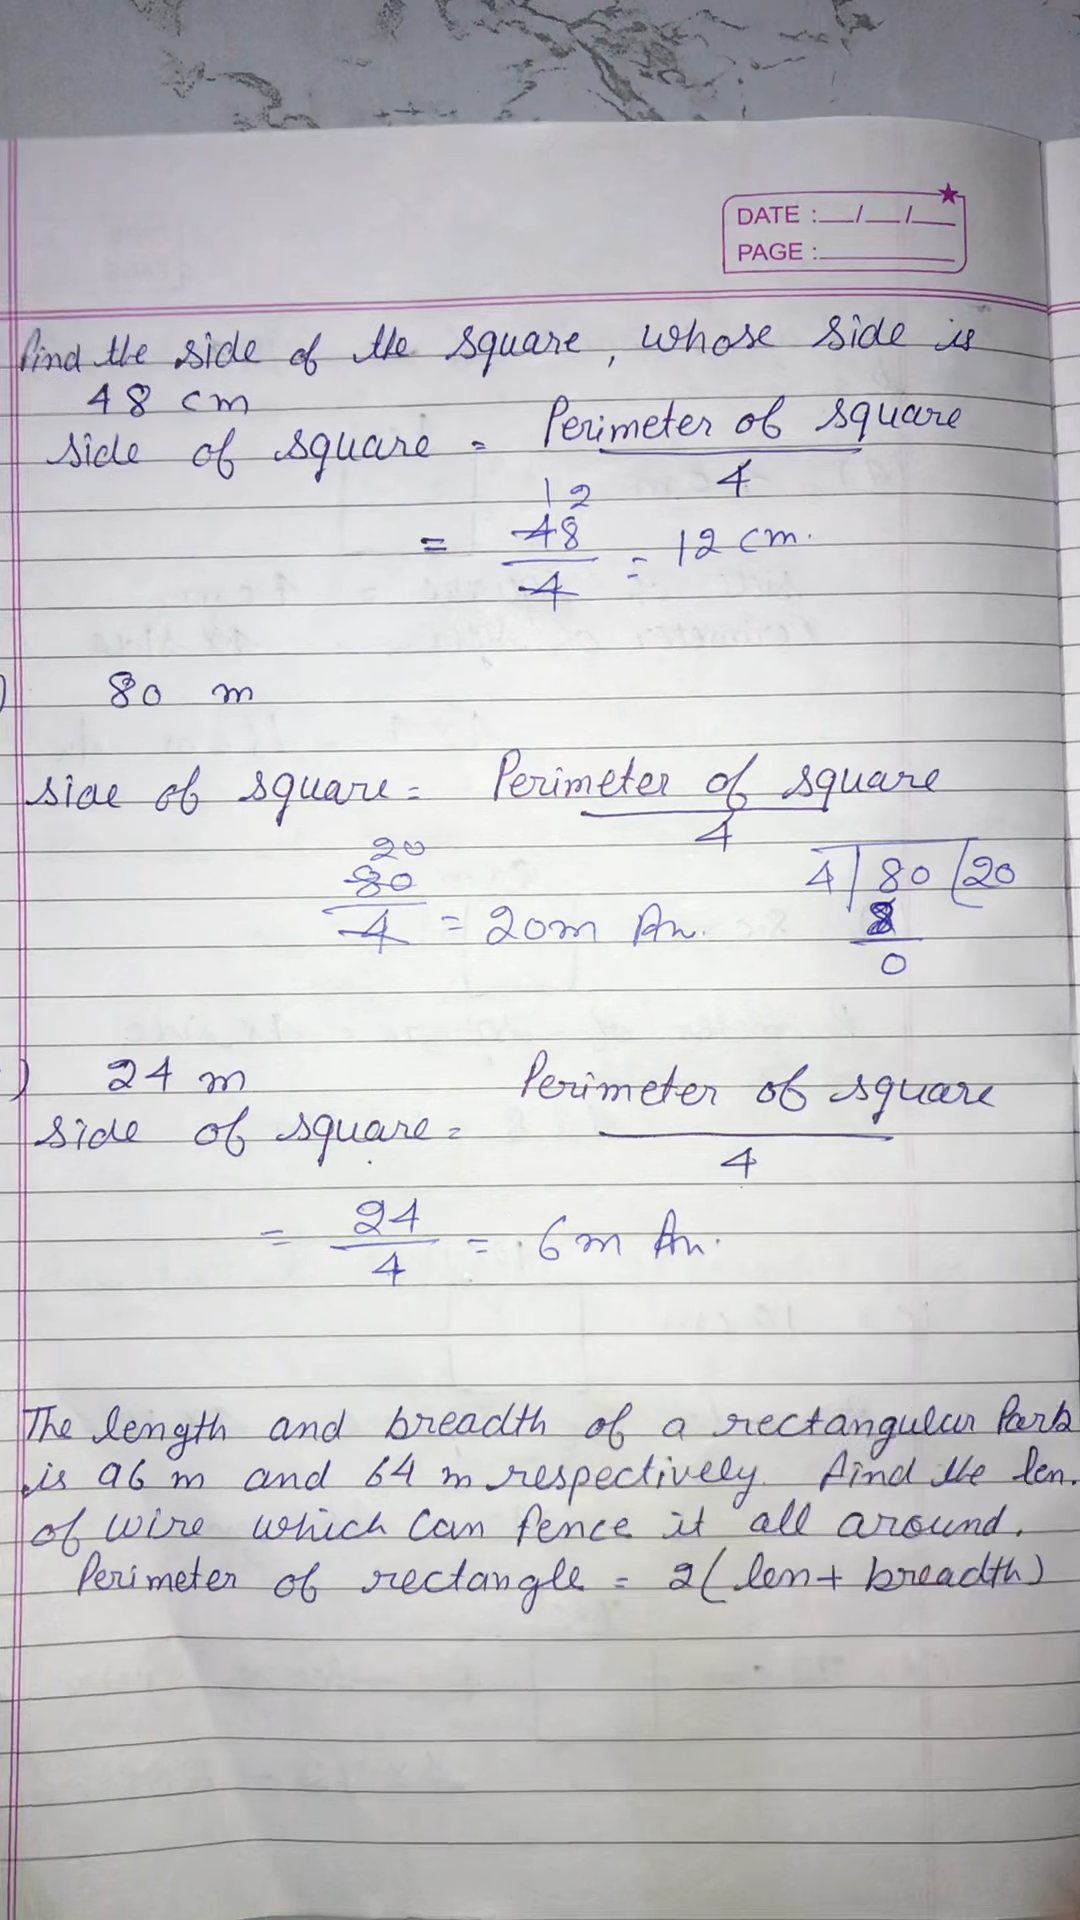 DATE :__/__/__
PAGE :________
Find the side of the square, whose side is
48 cm
Side of square = Perimeter of square
4
12
= 48 = 12 cm.
4
) 80 m
side of square = Perimeter of square
4
20
80
4 = 20m An.
4 | 80 ( 20
8
0
) 24 m
Side of square = Perimeter of square
4
= 24 = 6m An.
4
The length and breadth of a rectangular Park
is 96 m and 64 m respectively. Find the len.
of wire which can fence it all around.
Perimeter of rectangle = 2( len + breadth)